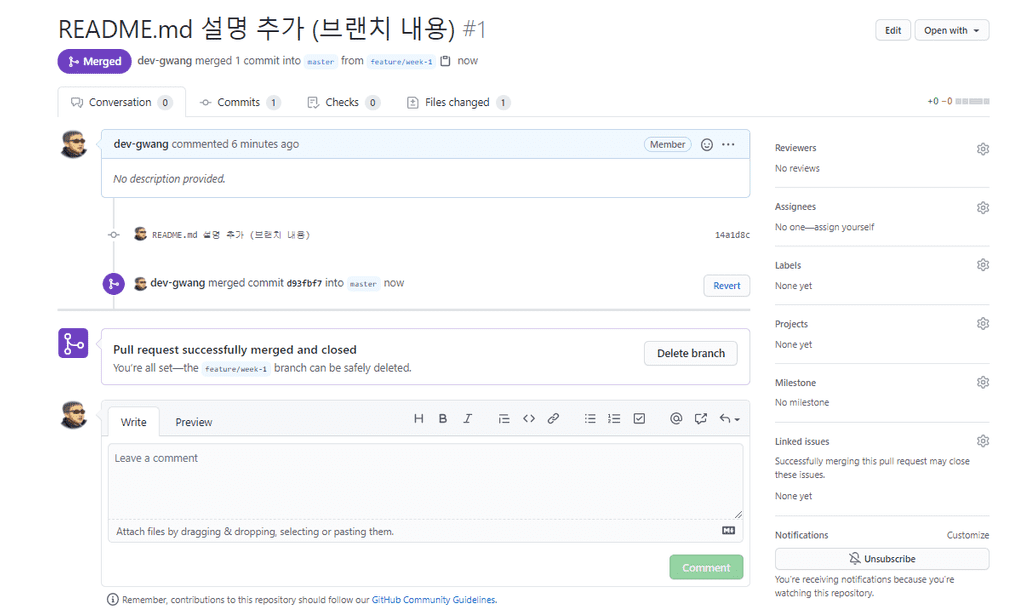 README.md 설명 추가 (브랜치 내용) #1
Edit
Open with
Merged
dev-gwang merged 1 commit into master from feature/week-1 now
Conversation 0
Commits 1
Checks 0
Files changed 1
+0 −0
dev-gwang commented 6 minutes ago
Member
No description provided.
README.md 설명 추가 (브랜치 내용)
14a1d8c
dev-gwang merged commit d93fbf7 into master now
Revert
Pull request successfully merged and closed
You're all set—the feature/week-1 branch can be safely deleted.
Delete branch
Write
Preview
Leave a comment
Attach files by dragging & dropping, selecting or pasting them.
Comment
Remember, contributions to this repository should follow our GitHub Community Guidelines.
Reviewers
No reviews
Assignees
No one—assign yourself
Labels
None yet
Projects
None yet
Milestone
No milestone
Linked issues
Successfully merging this pull request may close
these issues.
None yet
Notifications
Customize
Unsubscribe
You're receiving notifications because you're
watching this repository.